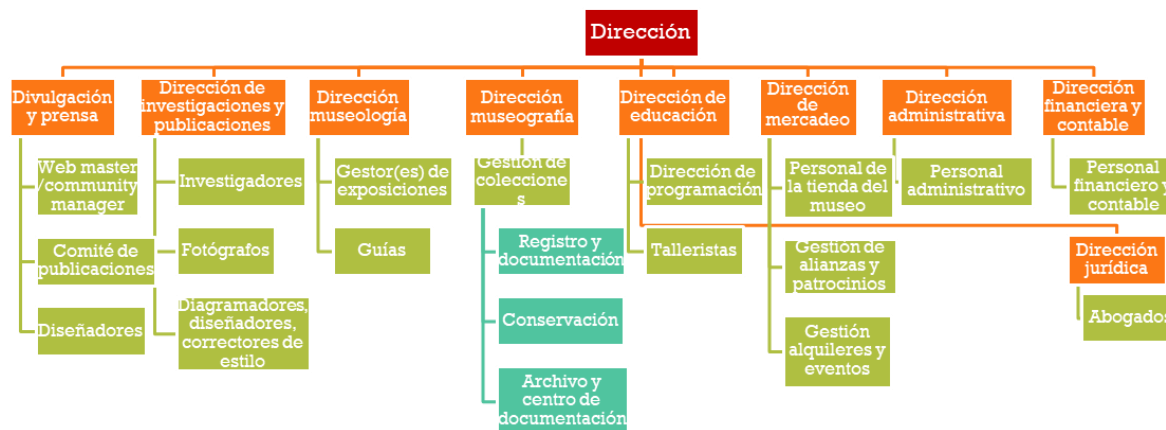 Dirección
Divulgación
y prensa
Dirección de
investigaciones y
publicaciones
Dirección
museología
Dirección
museografía
Dirección de
educación
Dirección
de
mercadeo
Dirección
administrativa
Dirección
financiera y
contable
Web master
/community
manager
Comité de
publicaciones
Diseñadores
Investigadores
Fotógrafos
Diagramadores,
diseñadores,
correctores de
estilo
Gestor(es) de
exposiciones
Guías
Gestión de
coleccione
s
Registro y
documentación
Conservación
Archivo y
centro de
documentación
Dirección de
programación
Talleristas
Personal de
la tienda del
museo
Gestión de
alianzas y
patrocinios
Gestión
alquileres y
eventos
Personal
administrativo
Personal
financiero y
contable
Dirección
jurídica
Abogados